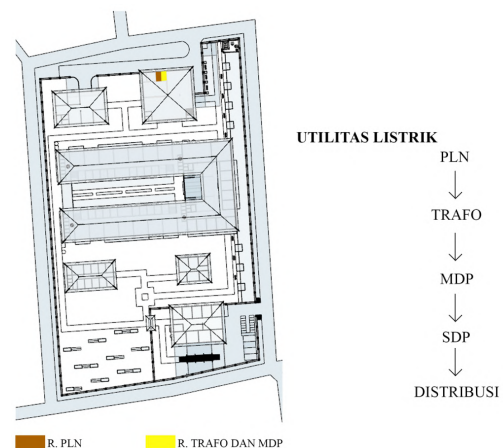 UTILITAS LISTRIK
PLN
TRAFO
MDP
SDP
DISTRIBUSI
R. PLN
R. TRAFO DAN MDP